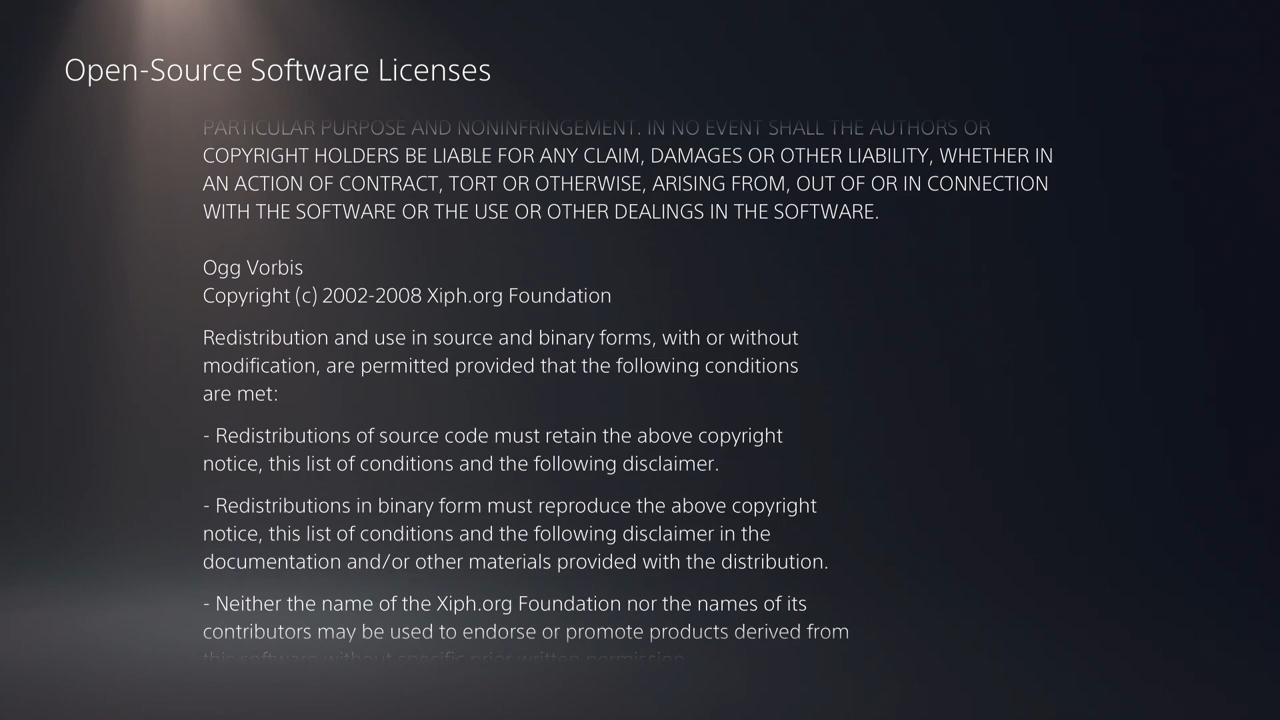 Open-Source Software Licenses
PARTICULAR PURPOSE AND NONINFRINGEMENT. IN NO EVENT SHALL THE AUTHORS OR
COPYRIGHT HOLDERS BE LIABLE FOR ANY CLAIM, DAMAGES OR OTHER LIABILITY, WHETHER IN
AN ACTION OF CONTRACT, TORT OR OTHERWISE, ARISING FROM, OUT OF OR IN CONNECTION
WITH THE SOFTWARE OR THE USE OR OTHER DEALINGS IN THE SOFTWARE.
Ogg Vorbis
Copyright (c) 2002-2008 Xiph.org Foundation
Redistribution and use in source and binary forms, with or without
modification, are permitted provided that the following conditions
are met:
- Redistributions of source code must retain the above copyright
notice, this list of conditions and the following disclaimer.
- Redistributions in binary form must reproduce the above copyright
notice, this list of conditions and the following disclaimer in the
documentation and/or other materials provided with the distribution.
- Neither the name of the Xiph.org Foundation nor the names of its
contributors may be used to endorse or promote products derived from
this software without specific prior written permission.